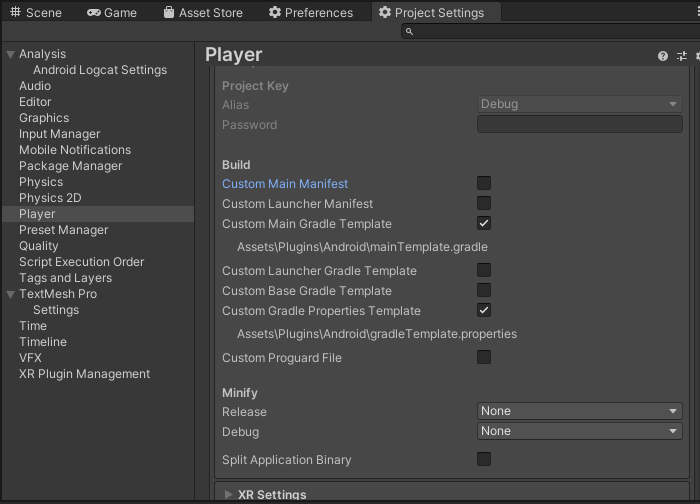 Scene Game Asset Store Preferences Project Settings
Analysis
Android Logcat Settings
Audio
Editor
Graphics
Input Manager
Mobile Notifications
Package Manager
Physics
Physics 2D
Player
Preset Manager
Quality
Script Execution Order
Tags and Layers
TextMesh Pro
Settings
Time
Timeline
VFX
XR Plugin Management
Player
Project Key
Alias Debug
Password
Build
Custom Main Manifest
Custom Launcher Manifest
Custom Main Gradle Template
Assets\Plugins\Android\mainTemplate.gradle
Custom Launcher Gradle Template
Custom Base Gradle Template
Custom Gradle Properties Template
Assets\Plugins\Android\gradleTemplate.properties
Custom Proguard File
Minify
Release None
Debug None
Split Application Binary
XR Settings